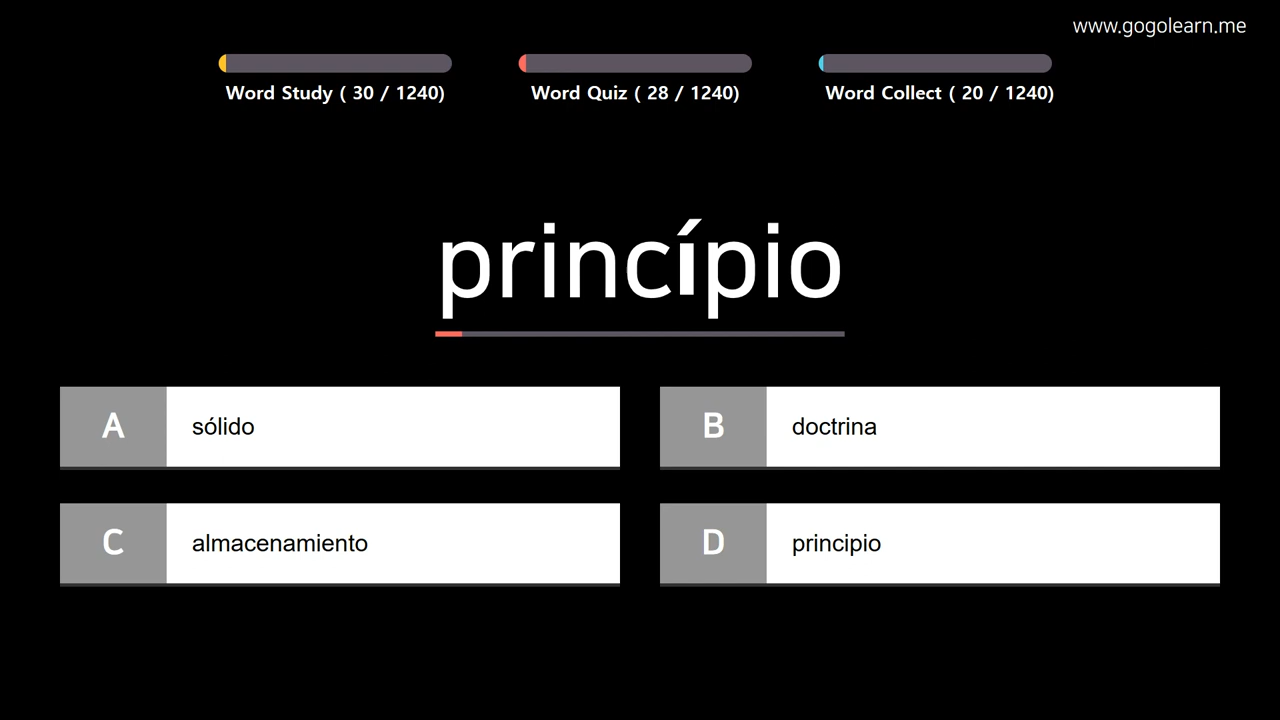 www.gogolearn.me
Word Study ( 30 / 1240)
Word Quiz ( 28 / 1240)
Word Collect ( 20 / 1240)
princípio
A
sólido
B
doctrina
C
almacenamiento
D
principio